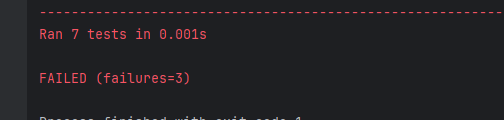 ------------------------------------------------------------
Ran 7 tests in 0.001s
FAILED (failures=3)
Process finished with exit code 1